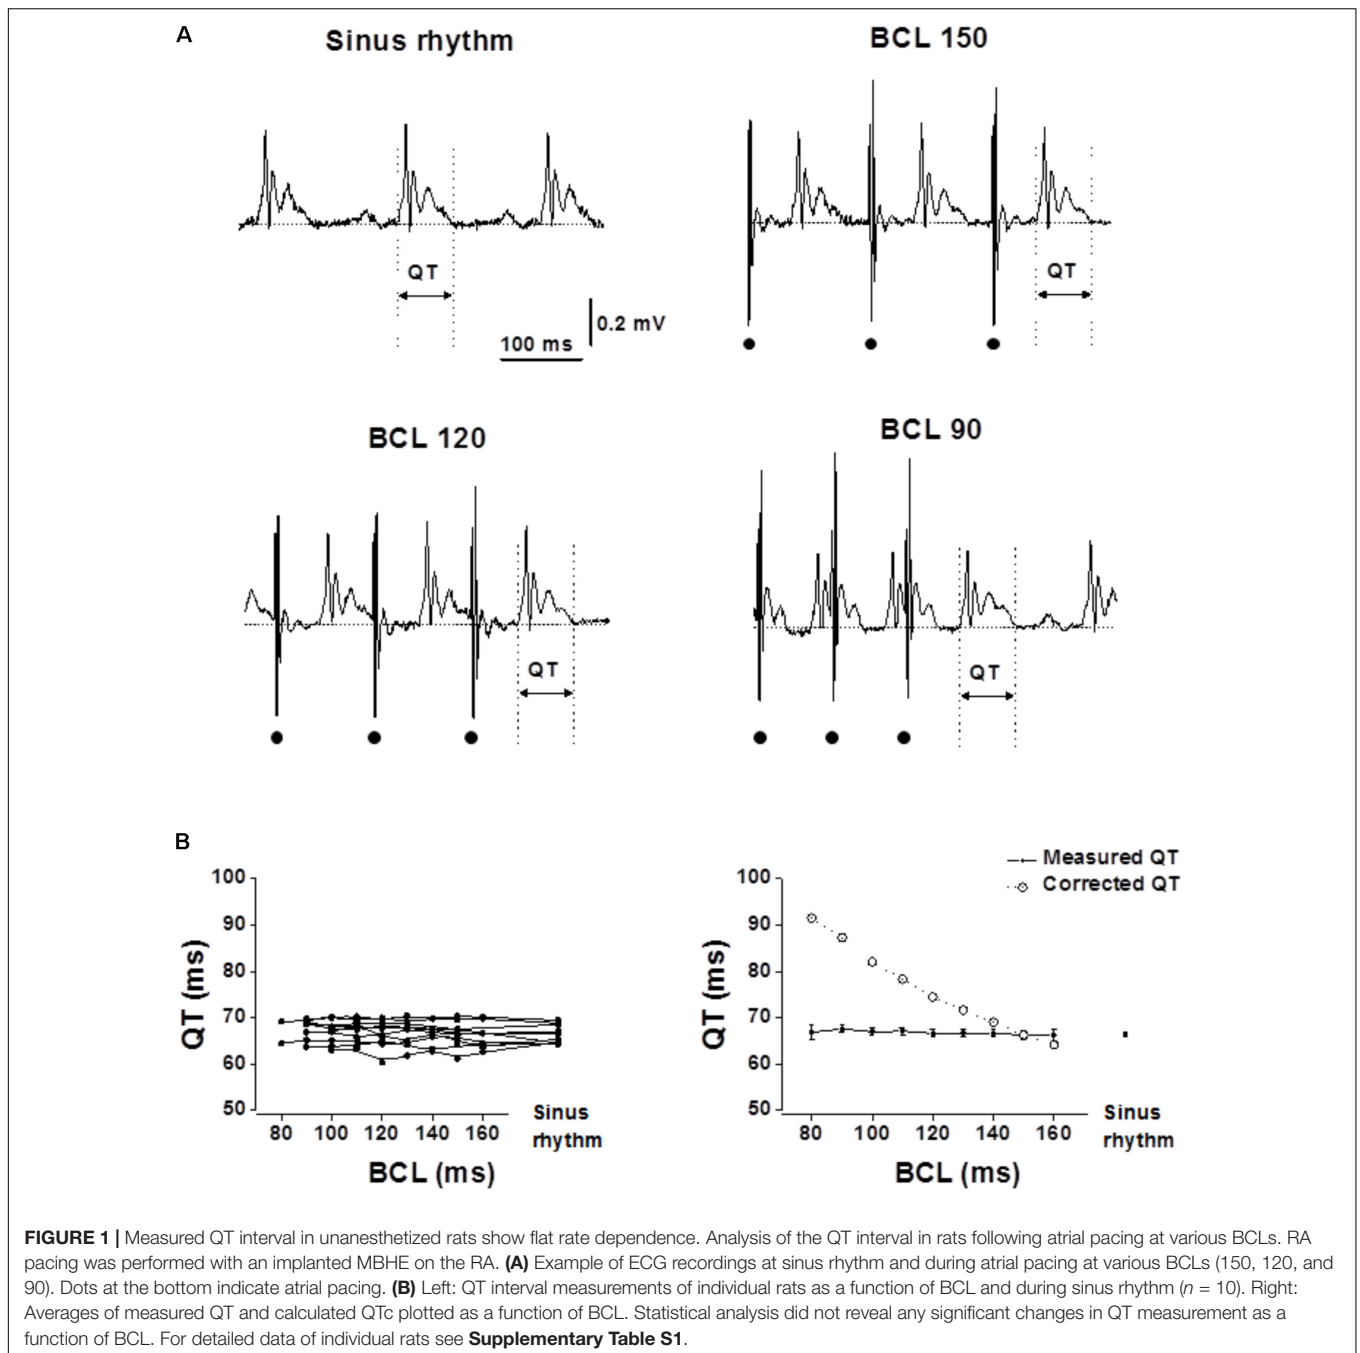 A
Sinus rhythm
BCL 150
QT
0.2 mV
100 ms
QT
BCL 120
BCL 90
QT
QT
B
100
90
80
70
60
50
QT (ms)
80 100 120 140 160
Sinus
rhythm
BCL (ms)
Measured QT
Corrected QT
100
90
80
70
60
50
QT (ms)
80 100 120 140 160
Sinus
rhythm
BCL (ms)
FIGURE 1 | Measured QT interval in unanesthetized rats show flat rate dependence. Analysis of the QT interval in rats following atrial pacing at various BCLs. RA
pacing was performed with an implanted MBHE on the RA. (A) Example of ECG recordings at sinus rhythm and during atrial pacing at various BCLs (150, 120, and
90). Dots at the bottom indicate atrial pacing. (B) Left: QT interval measurements of individual rats as a function of BCL and during sinus rhythm (n = 10). Right:
Averages of measured QT and calculated QTc plotted as a function of BCL. Statistical analysis did not reveal any significant changes in QT measurement as a
function of BCL. For detailed data of individual rats see Supplementary Table S1.